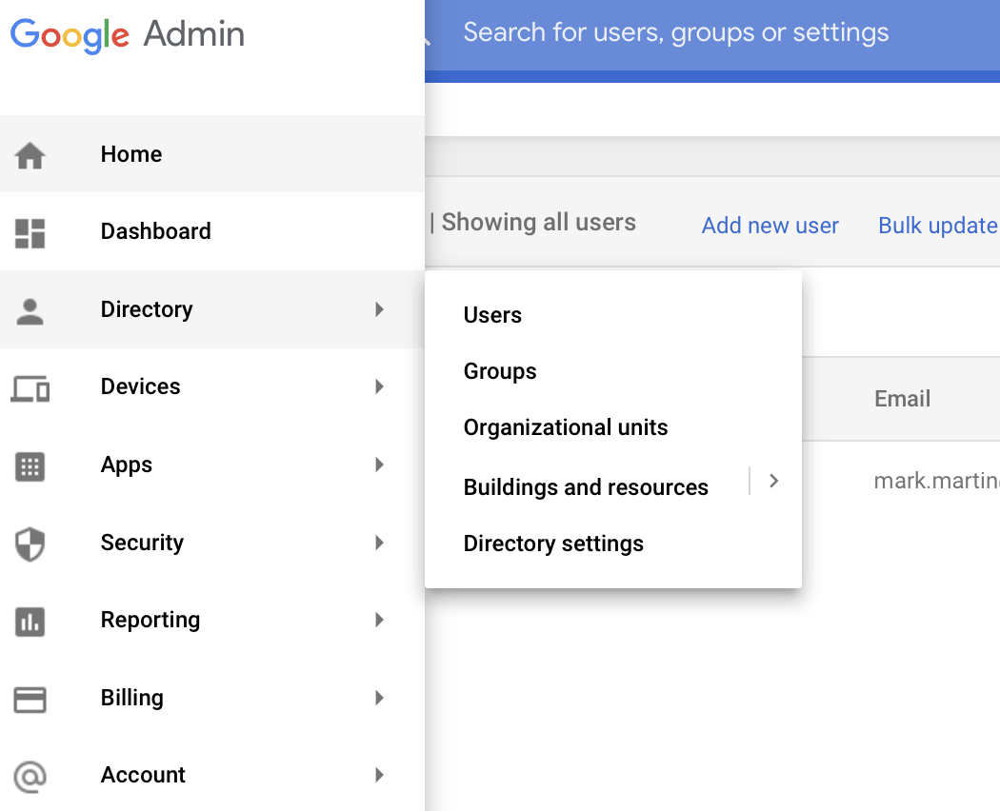 Google Admin
Search for users, groups or settings
Home
Dashboard
Directory
Devices
Apps
Security
Reporting
Billing
Account
| Showing all users
Add new user
Bulk update
Users
Groups
Organizational units
Buildings and resources
Directory settings
Email
mark.martin